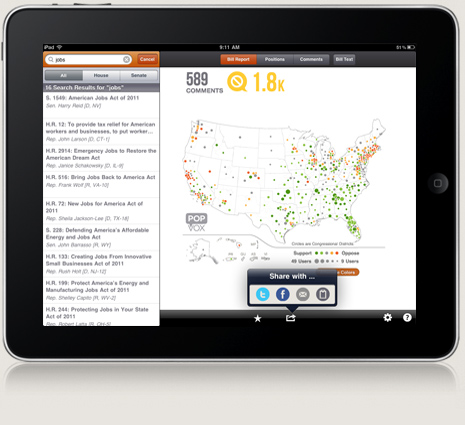 iPad
9:11 AM
81%
jobs
Cancel
Bill Report
Positions
Comments
Bill Text
All
House
Senate
16 Search Results for "jobs"
S. 1549: American Jobs Act of 2011
Sen. Harry Reid [D, NV]
H.R. 12: To provide tax relief for American
workers and businesses, to put worker...
Rep. John Larson [D, CT-1]
H.R. 2914: Emergency Jobs to Restore the
American Dream Act
Rep. Janice Schakowsky [D, IL-9]
H.R. 516: Bring Jobs Back to America Act
Rep. Frank Wolf [R, VA-10]
H.R. 72: New Jobs for America Act of
2011
Rep. Sheila Jackson-Lee [D, TX-18]
S. 228: Defending America's Affordable
Energy and Jobs Act
Sen. John Barrasso [R, WY]
H.R. 133: Creating Jobs From Innovative
Small Businesses Act of 2011
Rep. Rush Holt [D, NJ-12]
H.R. 199: Protect America's Energy and
Manufacturing Jobs Act of 2011
Rep. Shelley Capito [R, WV-2]
H.R. 244: Protecting Jobs in Your State
Act of 2011
Rep. Robert Latta [R, OH-5]
589
COMMENTS
1.8K
POP
VOX
Circles are Congressional Districts
Support
Oppose
49 Users
0 Users
Colors
Share with ...